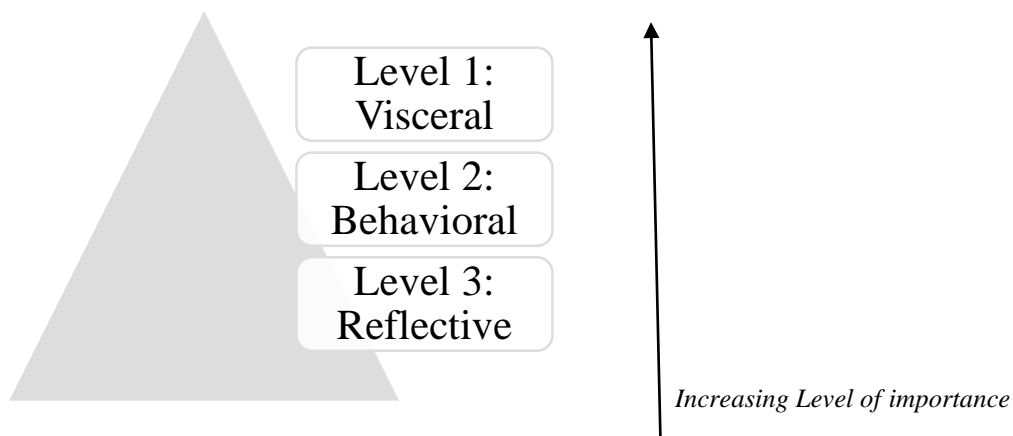 Level 1:
Visceral
Level 2:
Behavioral
Level 3:
Reflective
Increasing Level of importance